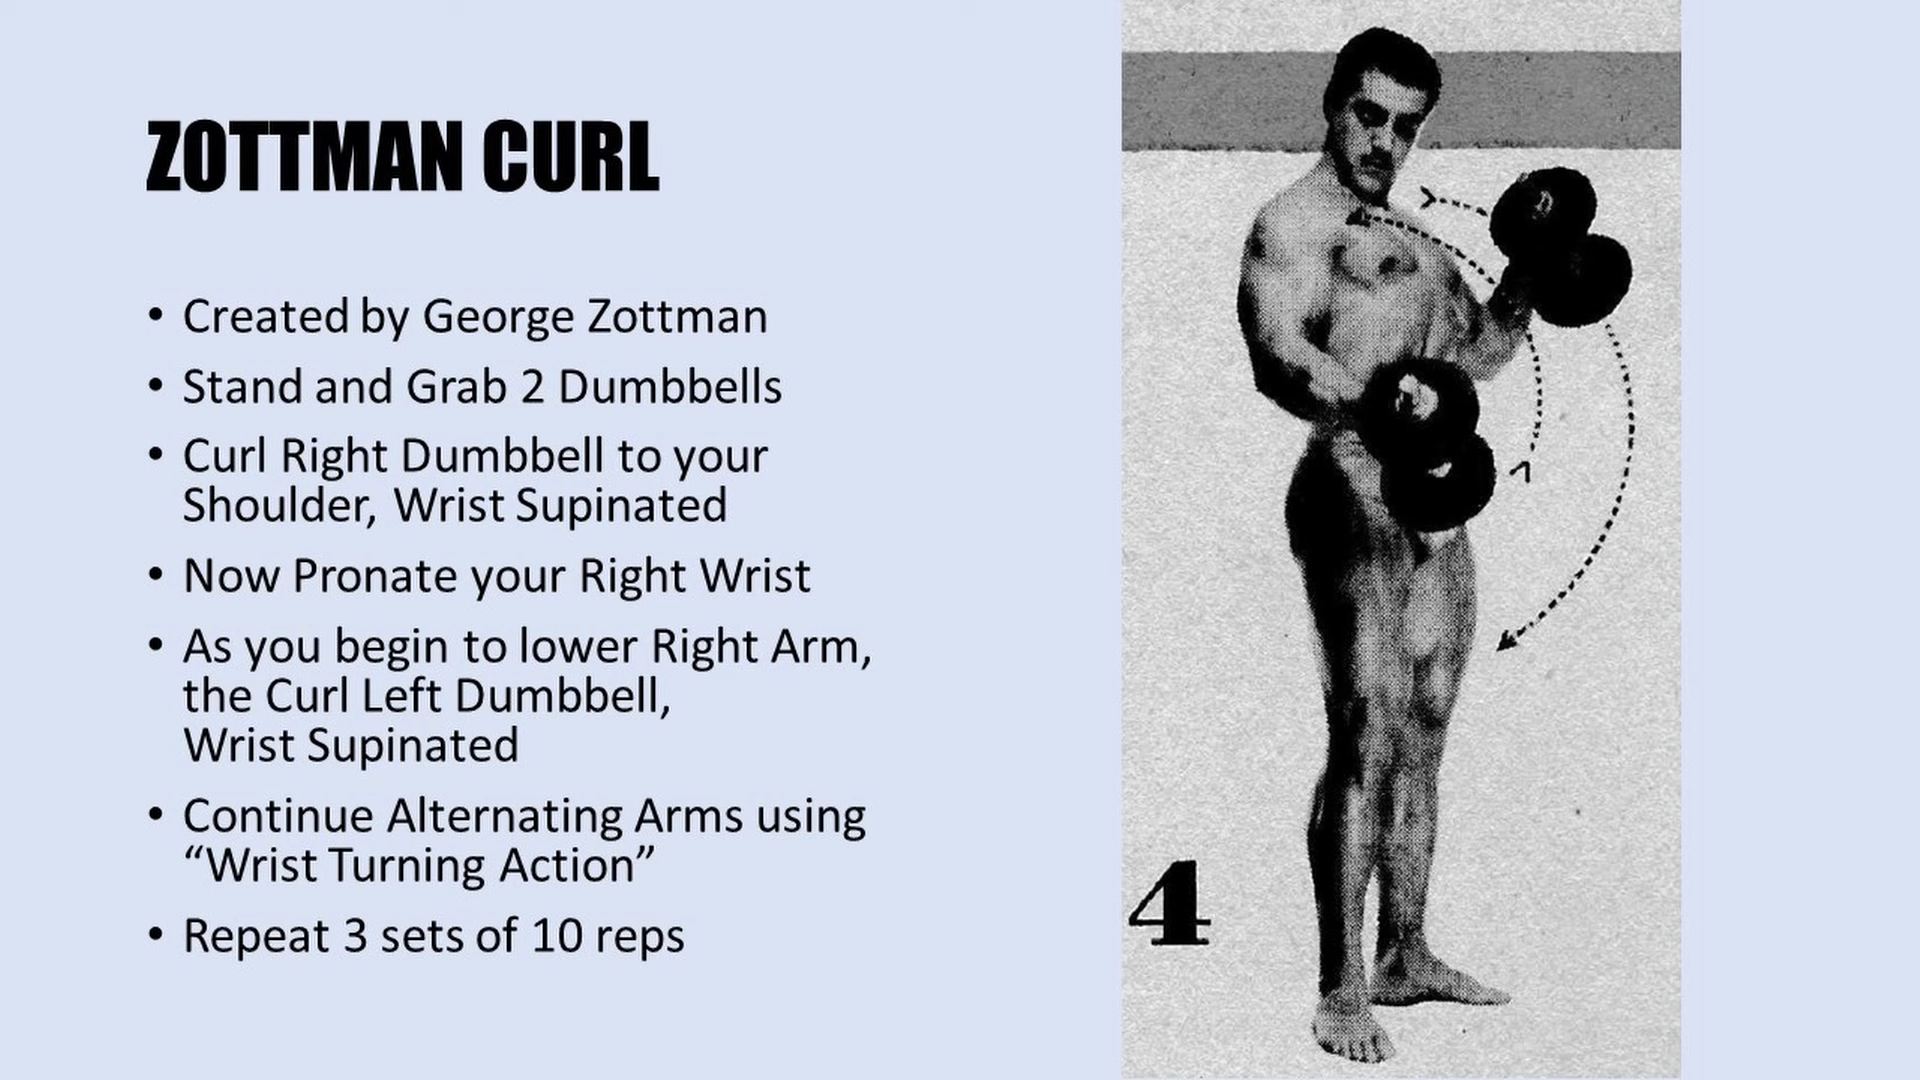 ZOTTMAN CURL
• Created by George Zottman
• Stand and Grab 2 Dumbbells
• Curl Right Dumbbell to your
Shoulder, Wrist Supinated
• Now Pronate your Right Wrist
• As you begin to lower Right Arm,
the Curl Left Dumbbell,
Wrist Supinated
• Continue Alternating Arms using
“Wrist Turning Action”
• Repeat 3 sets of 10 reps
4